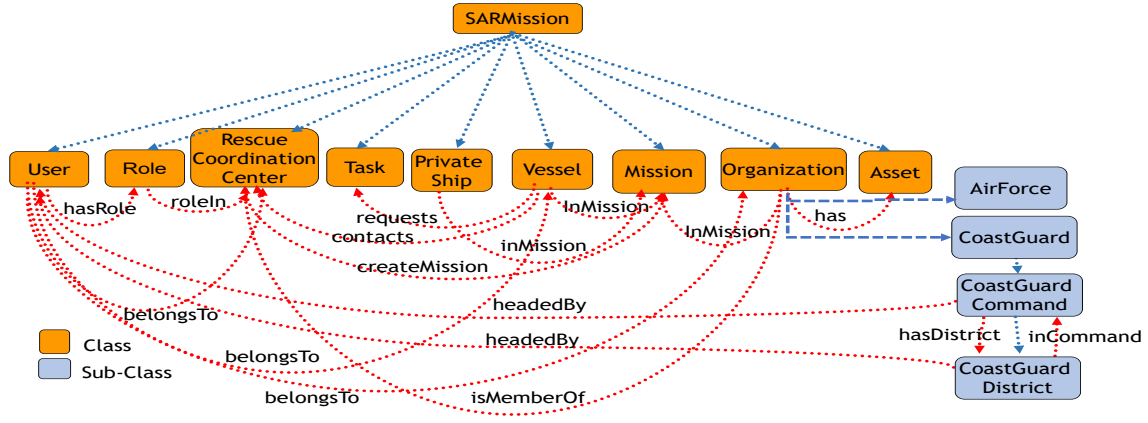 SARMission
User
Role
Rescue
Coordination
Center
Task
Private
Ship
Vessel
Mission
Organization
Asset
AirForce
CoastGuard
CoastGuard
Command
CoastGuard
District
hasRole
roleIn
requests
contacts
InMission
inMission
InMission
has
createMission
headedBy
headedBy
hasDistrict
inCommand
belongsTo
belongsTo
belongsTo
isMemberOf
Class
Sub-Class